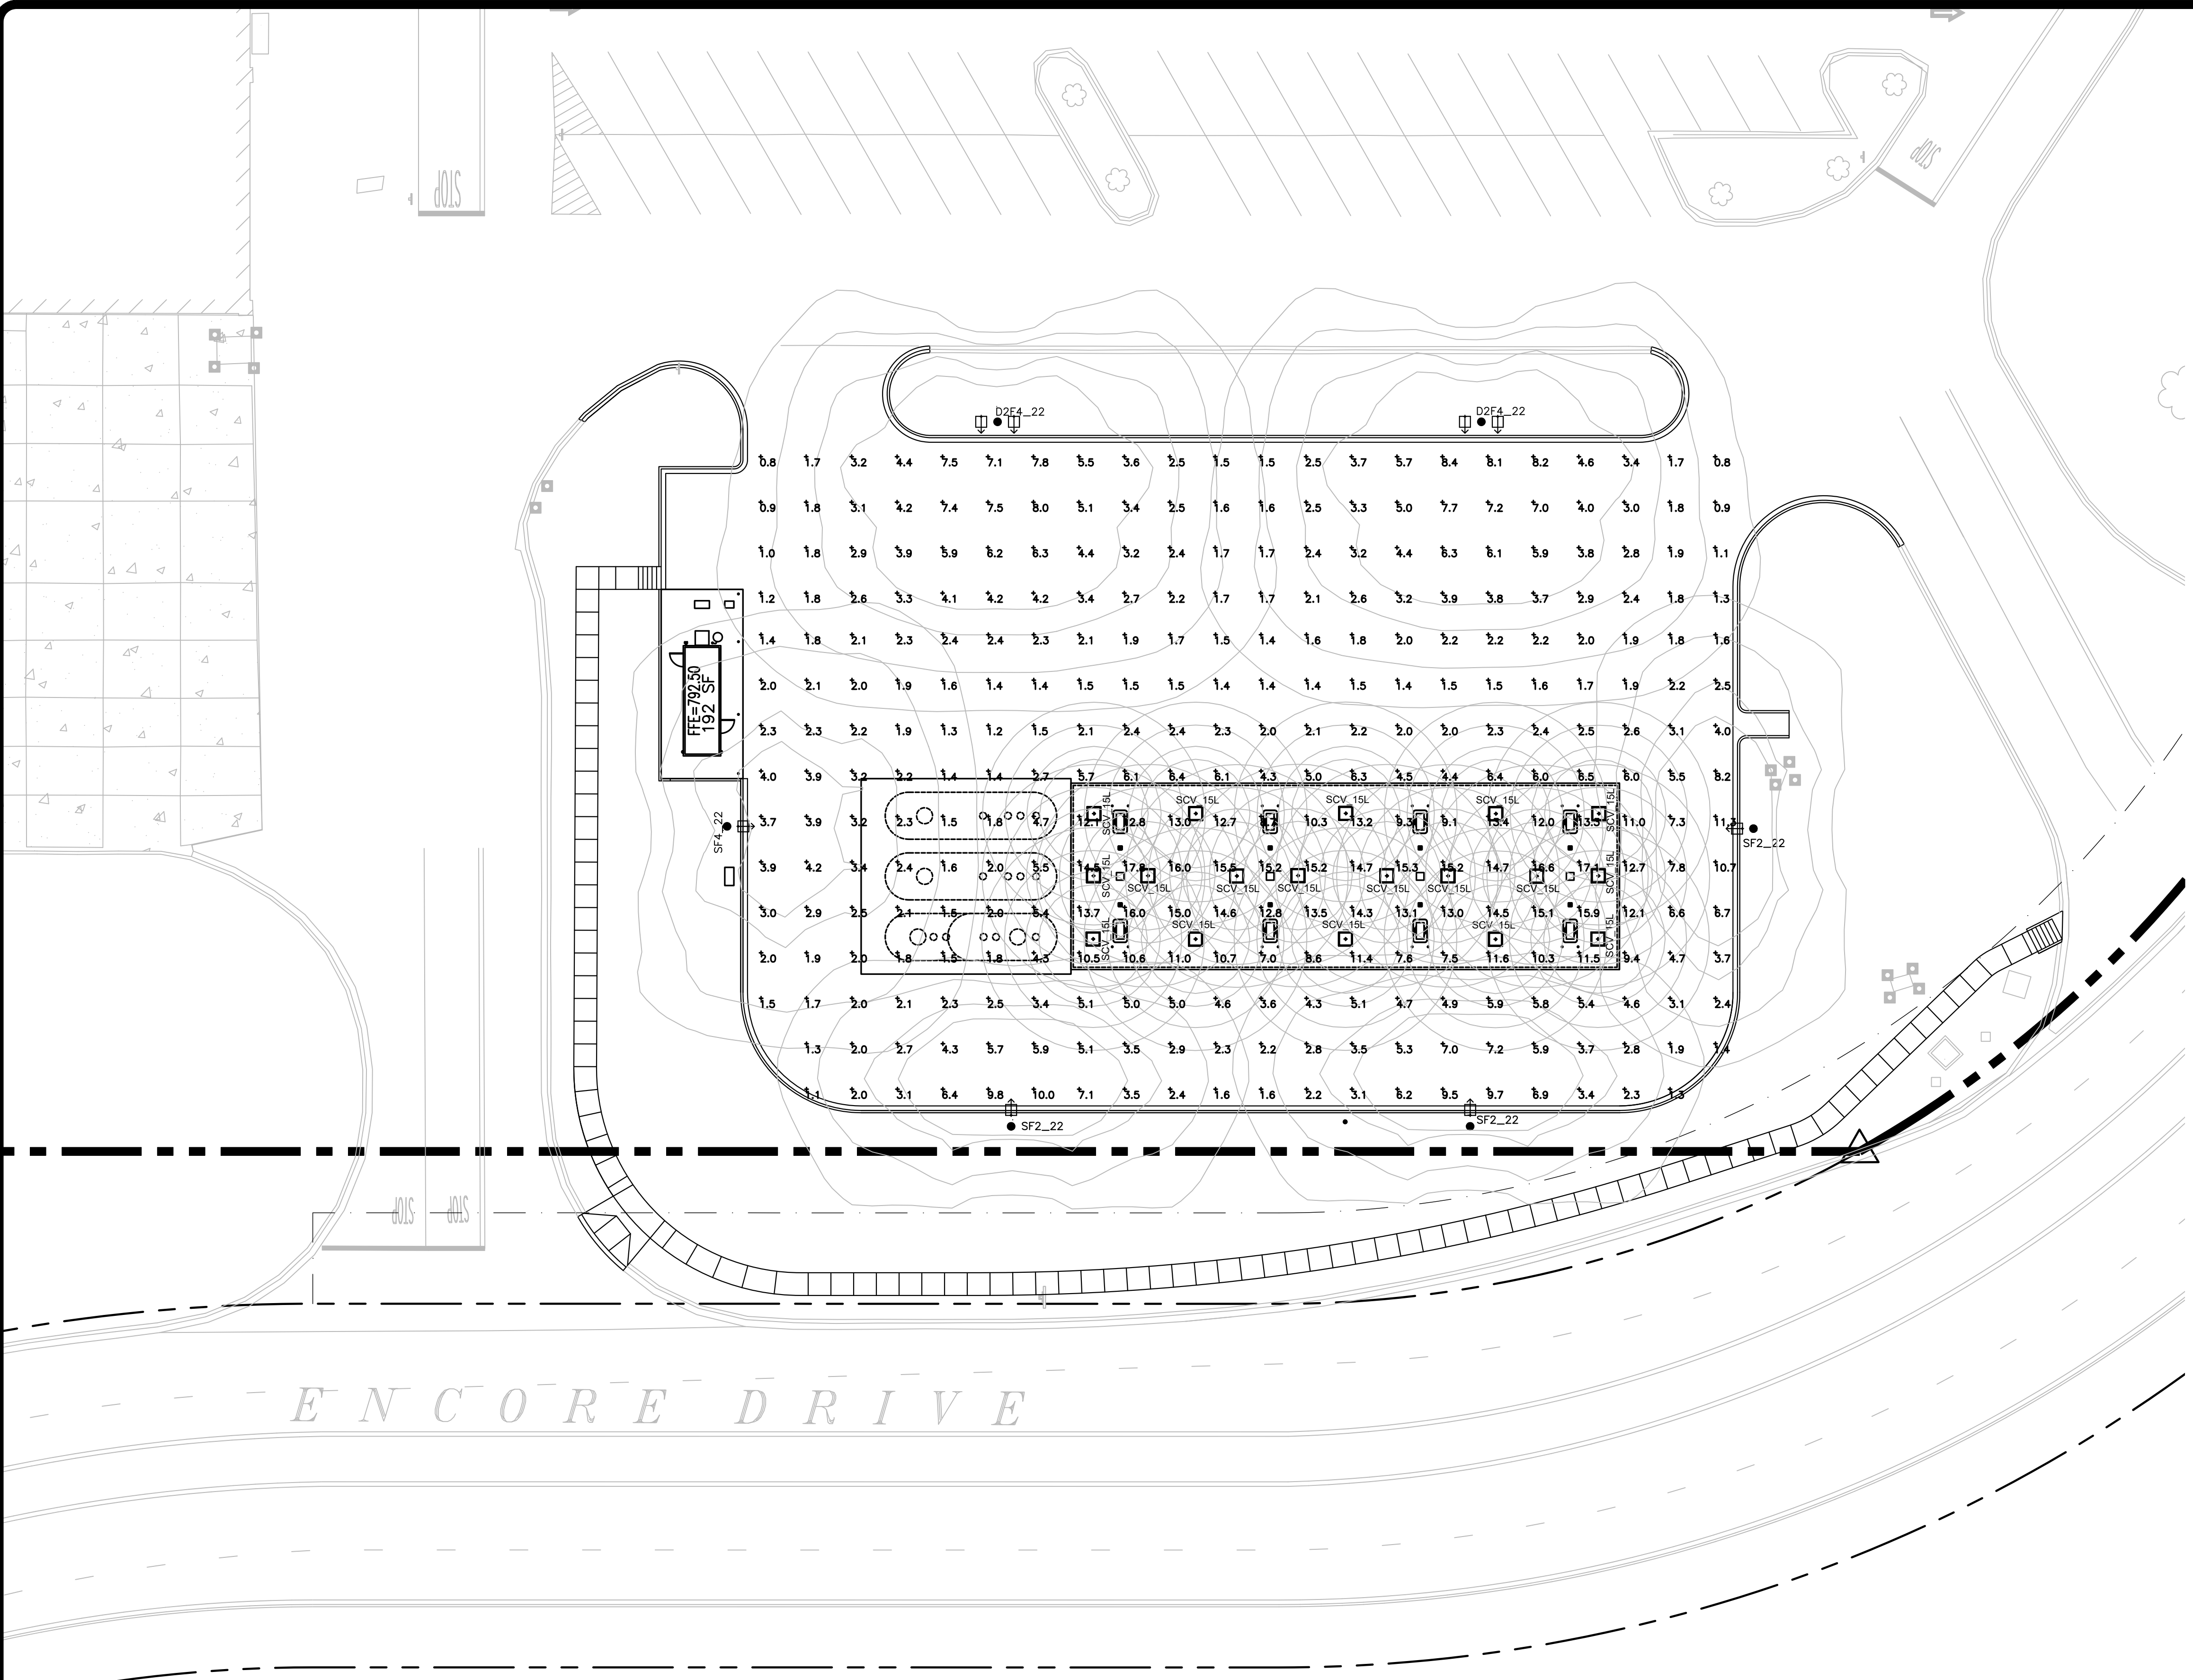 STOP
STOP
D2F4_22
D2F4_22
0.8 1.7 3.2 4.4 7.5 7.1 7.8 5.5 3.6 2.5 1.5 1.5 2.5 3.7 5.7 8.4 8.1 8.2 4.6 3.4 1.7 0.8
0.9 1.8 3.1 4.2 7.4 7.5 8.0 5.1 3.4 2.5 1.6 1.6 2.5 3.3 5.0 7.7 7.2 7.0 4.0 3.0 1.8 0.9
1.0 1.8 2.9 3.9 5.9 6.2 6.3 4.4 3.2 2.4 1.7 1.7 2.4 3.2 4.4 6.3 6.1 5.9 3.8 2.8 1.9 1.1
1.2 1.8 2.6 3.3 4.1 4.2 4.2 3.4 2.7 2.2 1.7 1.7 2.1 2.6 3.2 3.9 3.8 3.7 2.9 2.4 1.8 1.3
1.4 1.8 2.1 2.3 2.4 2.4 2.3 2.1 1.9 1.7 1.5 1.4 1.6 1.8 2.0 2.2 2.2 2.2 2.0 1.9 1.8 1.6
FFE=792.50
192 SF
2.0 2.1 2.0 1.9 1.6 1.4 1.4 1.5 1.5 1.5 1.4 1.4 1.4 1.5 1.4 1.5 1.5 1.6 1.7 1.9 2.2 2.5
2.3 2.3 2.2 1.9 1.3 1.2 1.5 2.1 2.4 2.4 2.3 2.0 2.1 2.2 2.0 2.0 2.3 2.4 2.5 2.6 3.1 4.0
4.0 3.9 3.2 2.2 1.4 1.4 2.7 5.7 6.1 6.4 6.1 4.3 5.0 6.3 4.5 4.4 6.4 6.0 6.5 6.0 5.5 8.2
SCV_15L SCV_15L SCV_15L SCV_15L SCV_15L
SF4_22
3.7 3.9 3.2 2.3 1.5 1.8 4.7 12.1 12.8 13.0 12.7 10.3 13.2 9.3 9.1 13.4 12.0 13.5 11.0 7.3 11.3
SF2_22
3.9 4.2 3.4 2.4 1.6 2.0 5.5 14.5 17.8 16.0 15.5 15.2 15.2 14.7 15.3 15.2 14.7 16.6 17.1 12.7 7.8 10.7
SCV_15L SCV_15L SCV_15L SCV_15L SCV_15L SCV_15L SCV_15L SCV_15L
3.0 2.9 2.5 2.1 1.5 2.0 6.4 13.7 16.0 15.0 14.6 12.8 13.5 14.3 13.1 13.0 14.5 15.1 15.9 12.1 6.6 6.7
SCV_15L SCV_15L SCV_15L SCV_15L SCV_15L
2.0 1.9 2.0 1.8 1.5 1.8 4.3 10.5 10.6 11.0 10.7 7.0 8.6 11.4 7.6 7.5 11.6 10.3 11.5 9.4 4.7 3.7
1.5 1.7 2.0 2.1 2.3 2.5 3.4 5.1 5.0 5.0 4.6 3.6 4.3 5.1 4.7 4.9 5.9 5.8 5.4 4.6 3.1 2.4
1.3 2.0 2.7 4.3 5.7 5.9 5.1 3.5 2.9 2.3 2.2 2.8 3.5 5.3 7.0 7.2 5.9 3.7 2.8 1.9 1.4
1.1 2.0 3.1 6.4 9.8 10.0 7.1 3.5 2.4 1.6 1.6 2.2 3.1 6.2 9.5 9.7 6.9 3.4 2.3 1.3
SF2_22
SF2_22
STOP STOP
ENCORE DRIVE